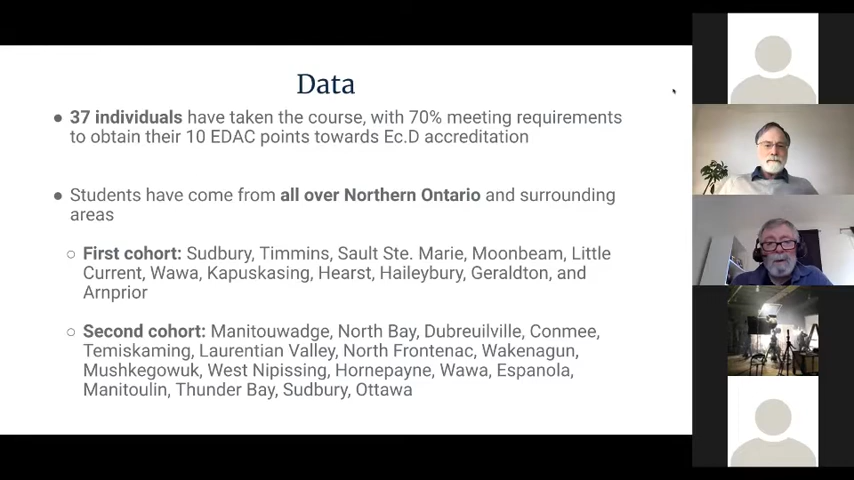 Data
● 37 individuals have taken the course, with 70% meeting requirements
to obtain their 10 EDAC points towards Ec.D accreditation
● Students have come from all over Northern Ontario and surrounding
areas
○ First cohort: Sudbury, Timmins, Sault Ste. Marie, Moonbeam, Little
Current, Wawa, Kapuskasing, Hearst, Haileybury, Geraldton, and
Arnprior
○ Second cohort: Manitouwadge, North Bay, Dubreuilville, Conmee,
Temiskaming, Laurentian Valley, North Frontenac, Wakenagun,
Mushkegowuk, West Nipissing, Hornepayne, Wawa, Espanola,
Manitoulin, Thunder Bay, Sudbury, Ottawa